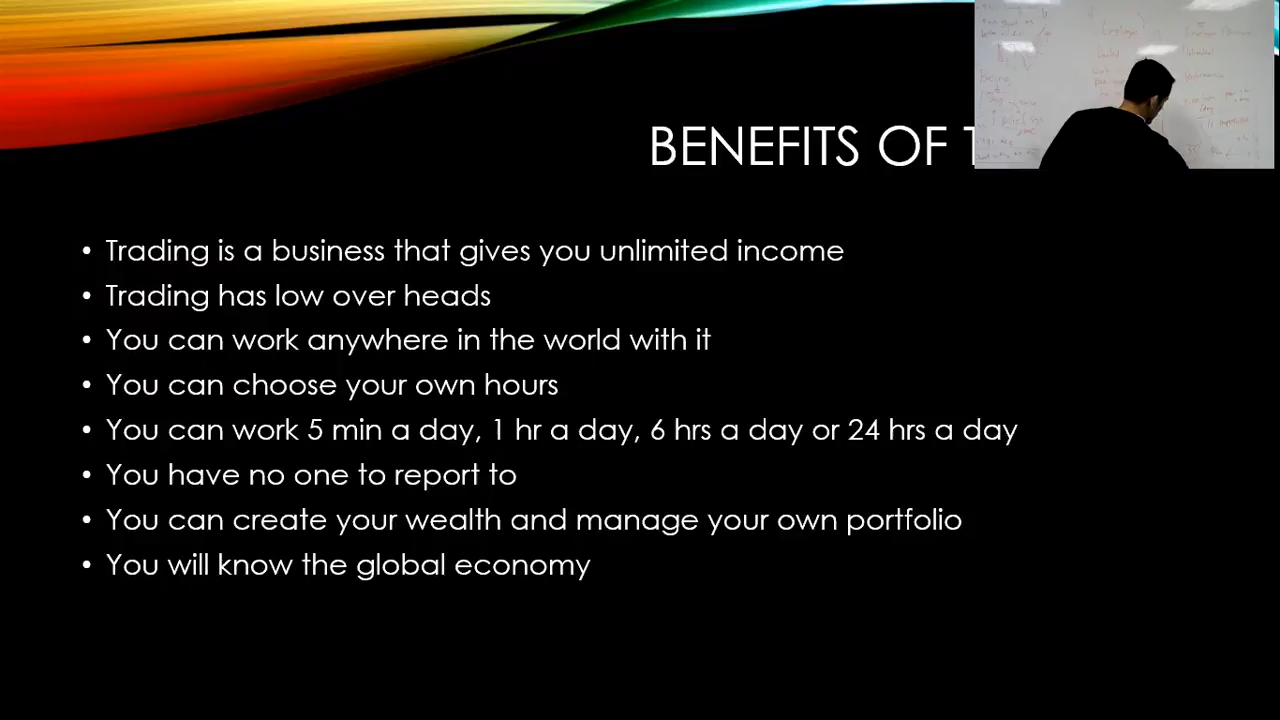 BENEFITS OF
• Trading is a business that gives you unlimited income
• Trading has low over heads
• You can work anywhere in the world with it
• You can choose your own hours
• You can work 5 min a day, 1 hr a day, 6 hrs a day or 24 hrs a day
• You have no one to report to
• You can create your wealth and manage your own portfolio
• You will know the global economy